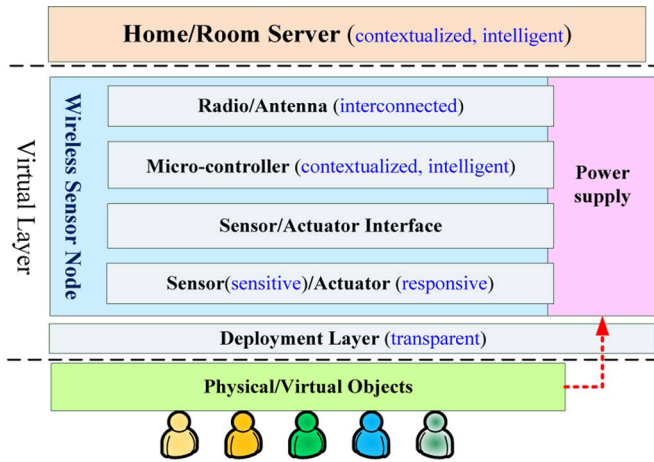 Home/Room Server (contextualized, intelligent)
Virtual Layer
Wireless Sensor Node
Radio/Antenna (interconnected)
Micro-controller (contextualized, intelligent)
Sensor/Actuator Interface
Sensor(sensitive)/Actuator (responsive)
Power
supply
Deployment Layer (transparent)
Physical/Virtual Objects